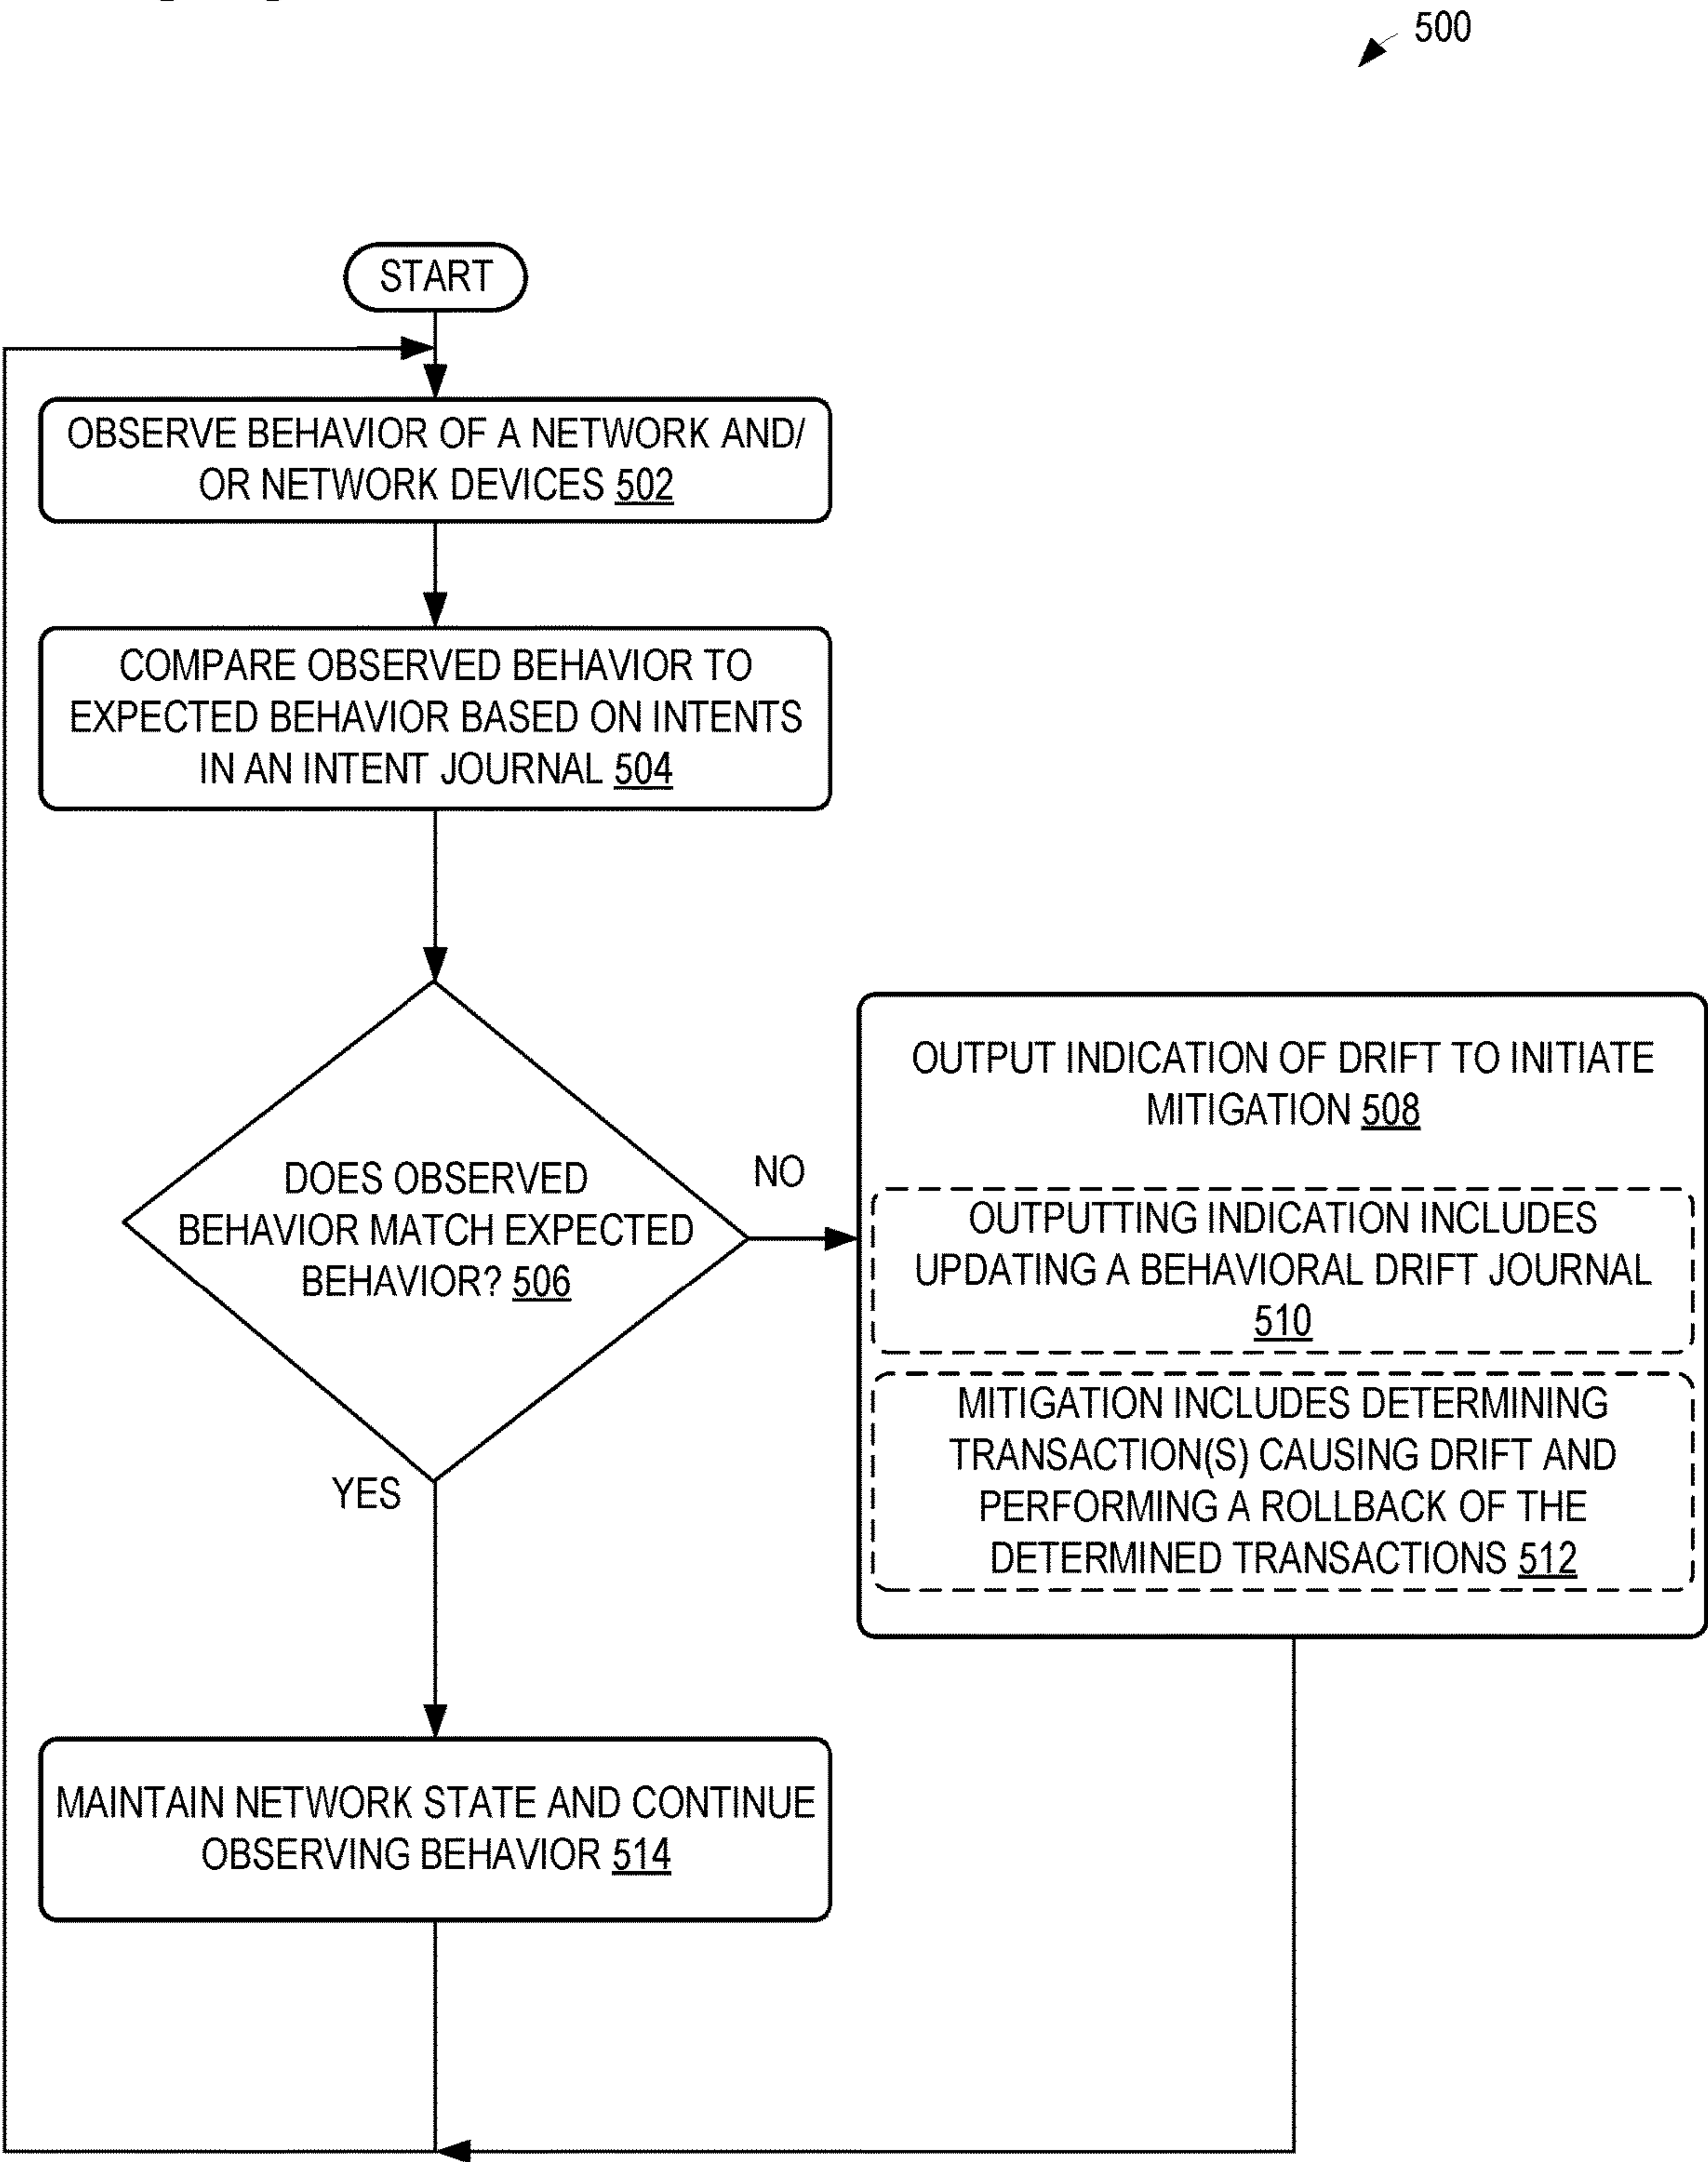 500
START
OBSERVE BEHAVIOR OF A NETWORK AND/
OR NETWORK DEVICES 502
COMPARE OBSERVED BEHAVIOR TO
EXPECTED BEHAVIOR BASED ON INTENTS
IN AN INTENT JOURNAL 504
DOES OBSERVED
BEHAVIOR MATCH EXPECTED
BEHAVIOR? 506
NO
OUTPUT INDICATION OF DRIFT TO INITIATE
MITIGATION 508
OUTPUTTING INDICATION INCLUDES
UPDATING A BEHAVIORAL DRIFT JOURNAL
510
MITIGATION INCLUDES DETERMINING
TRANSACTION(S) CAUSING DRIFT AND
PERFORMING A ROLLBACK OF THE
DETERMINED TRANSACTIONS 512
YES
MAINTAIN NETWORK STATE AND CONTINUE
OBSERVING BEHAVIOR 514